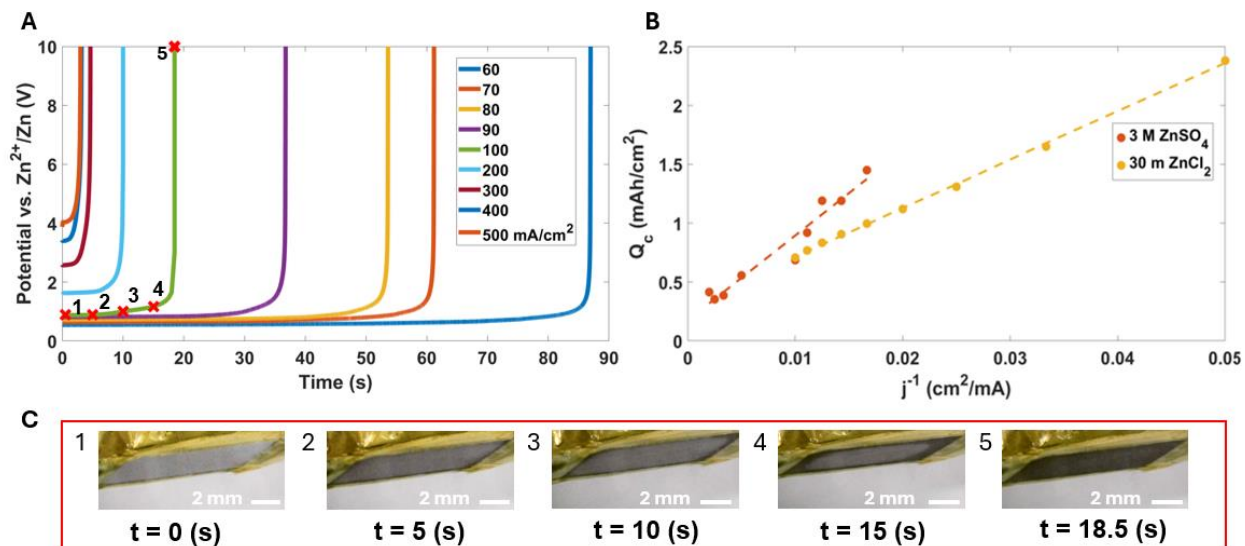 A
Potential vs. Zn²⁺/Zn (V)
10
8
6
4
2
0
0 10 20 30 40 50 60 70 80 90
Time (s)
1 2 3 4 5
60
70
80
90
100
200
300
400
500 mA/cm²
B
Q_c (mAh/cm²)
2.5
2
1.5
1
0.5
0
0 0.01 0.02 0.03 0.04 0.05
j⁻¹ (cm²/mA)
3 M ZnSO₄
30 m ZnCl₂
C
1 2 3 4 5
2 mm 2 mm 2 mm 2 mm 2 mm
t = 0 (s) t = 5 (s) t = 10 (s) t = 15 (s) t = 18.5 (s)